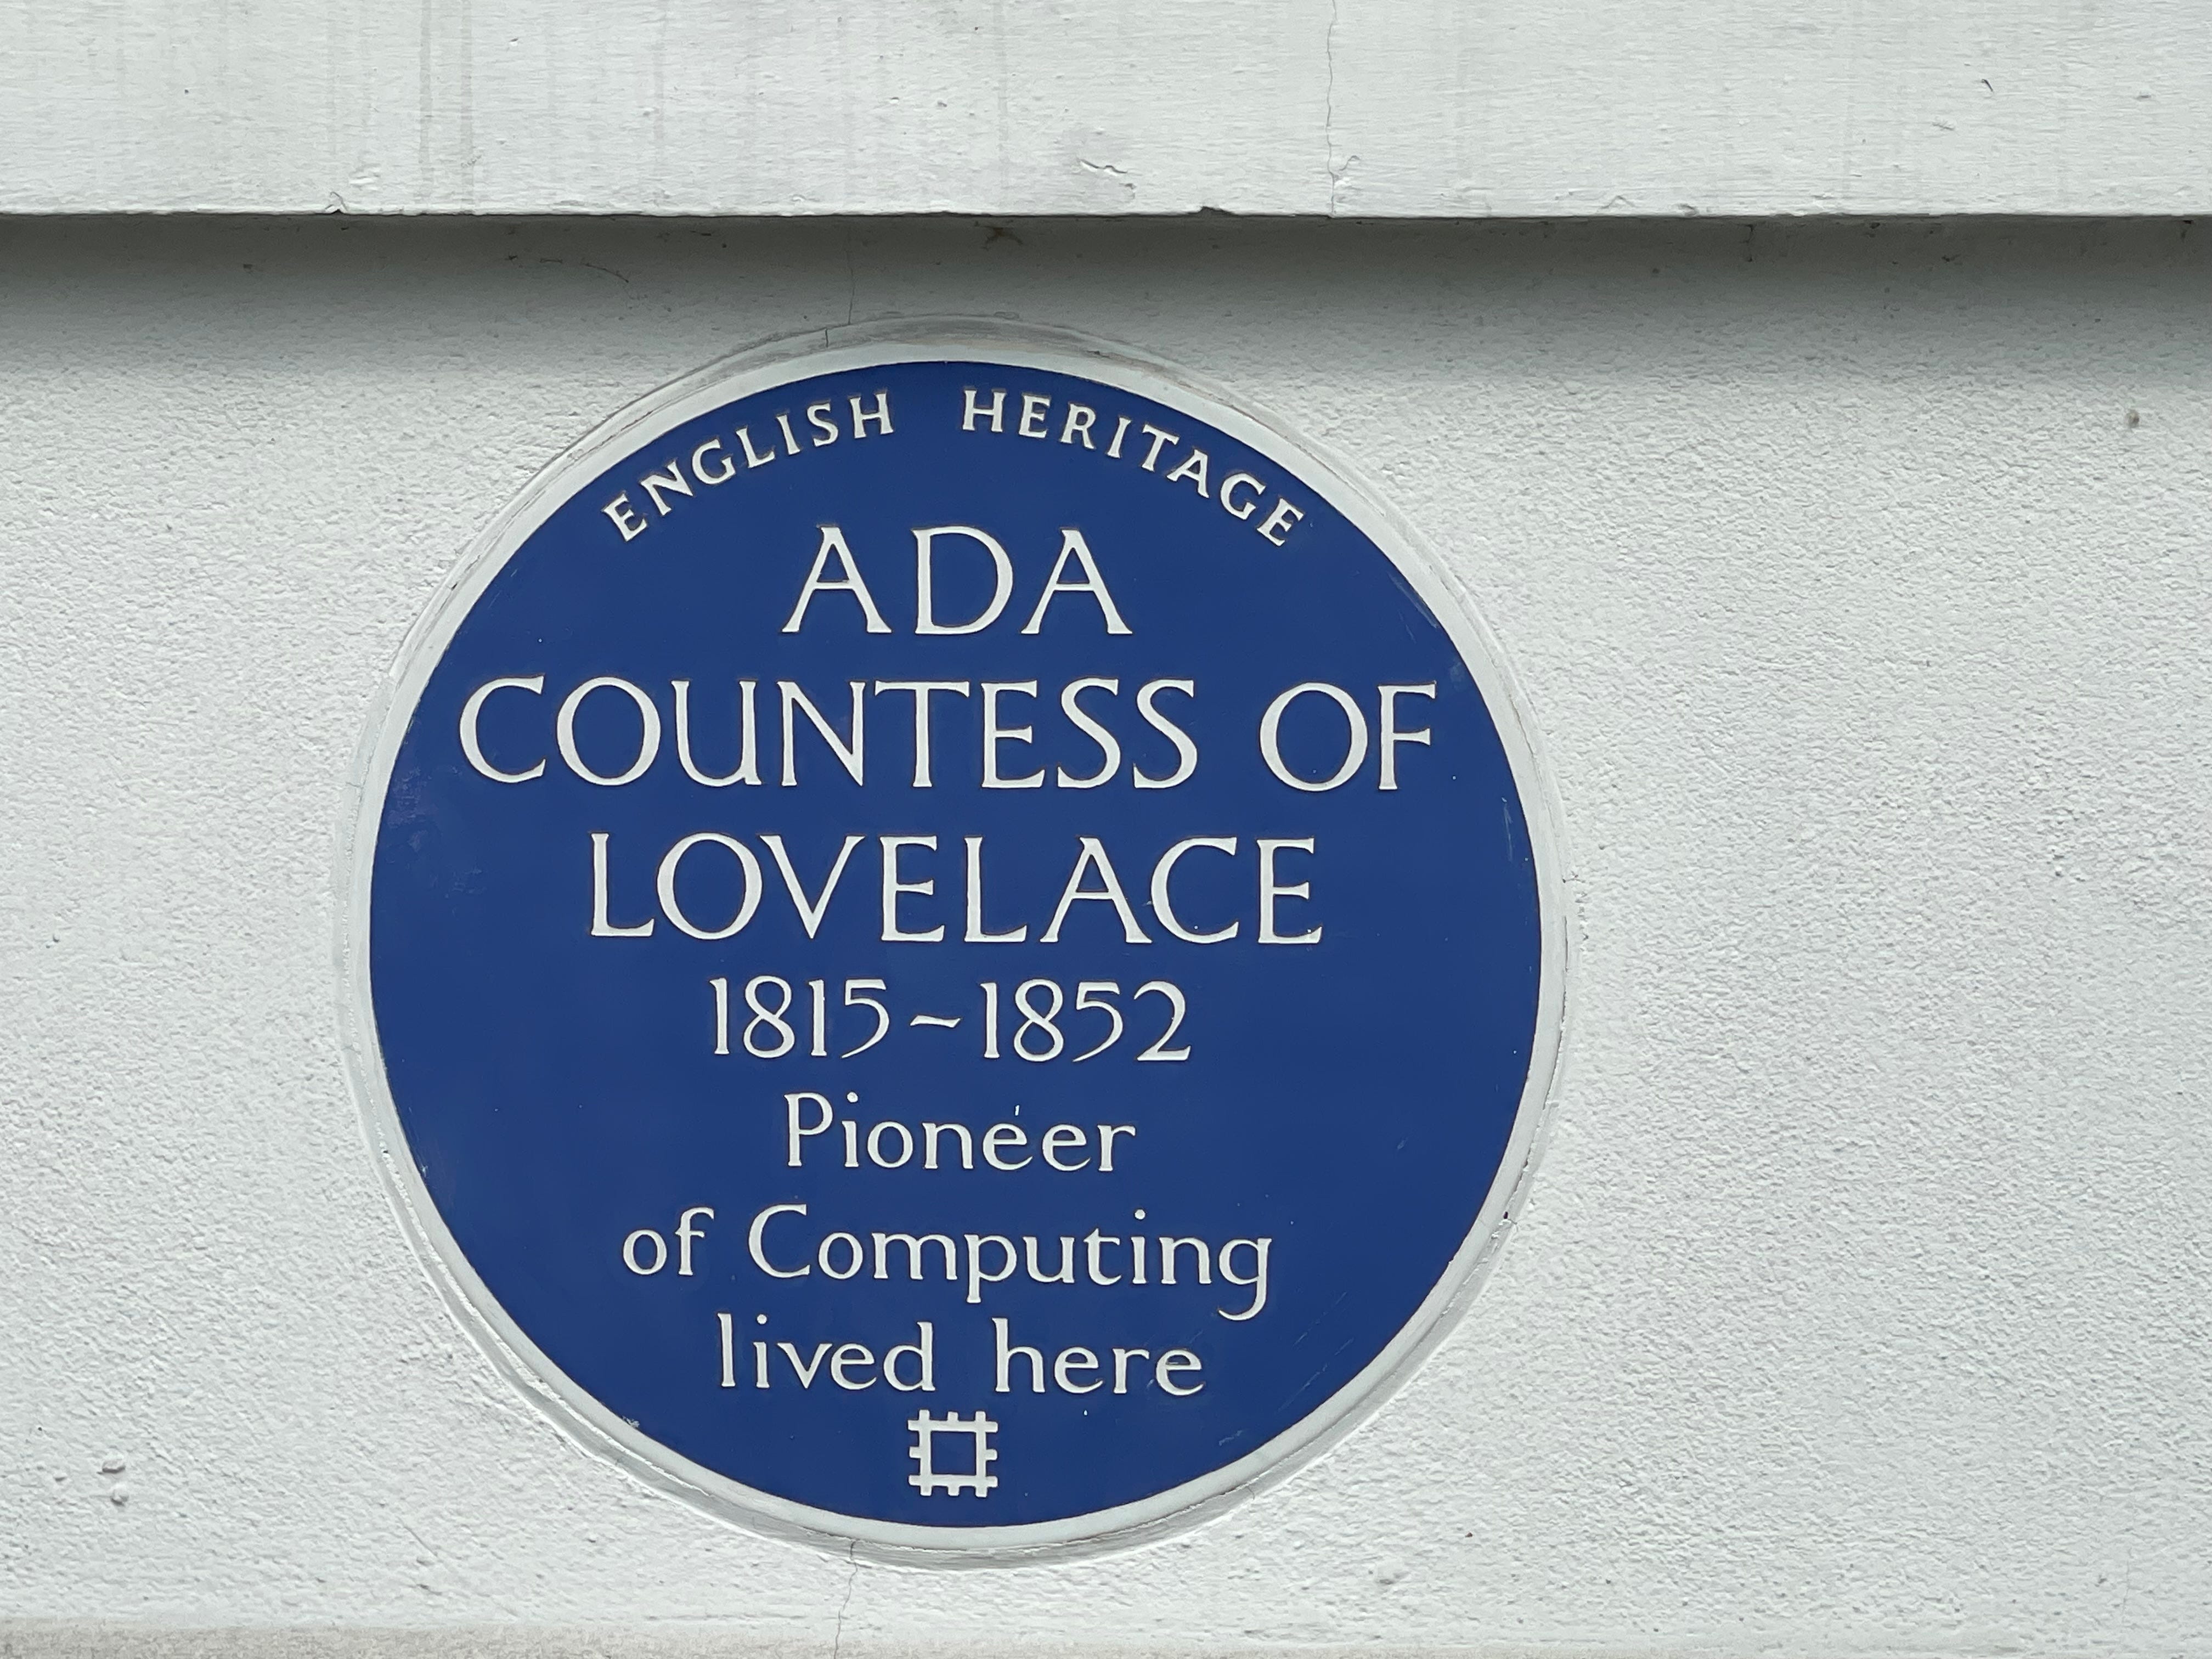 ENGLISH HERITAGE
ADA
COUNTESS OF
LOVELACE
1815~1852
Pioneer
of Computing
lived here